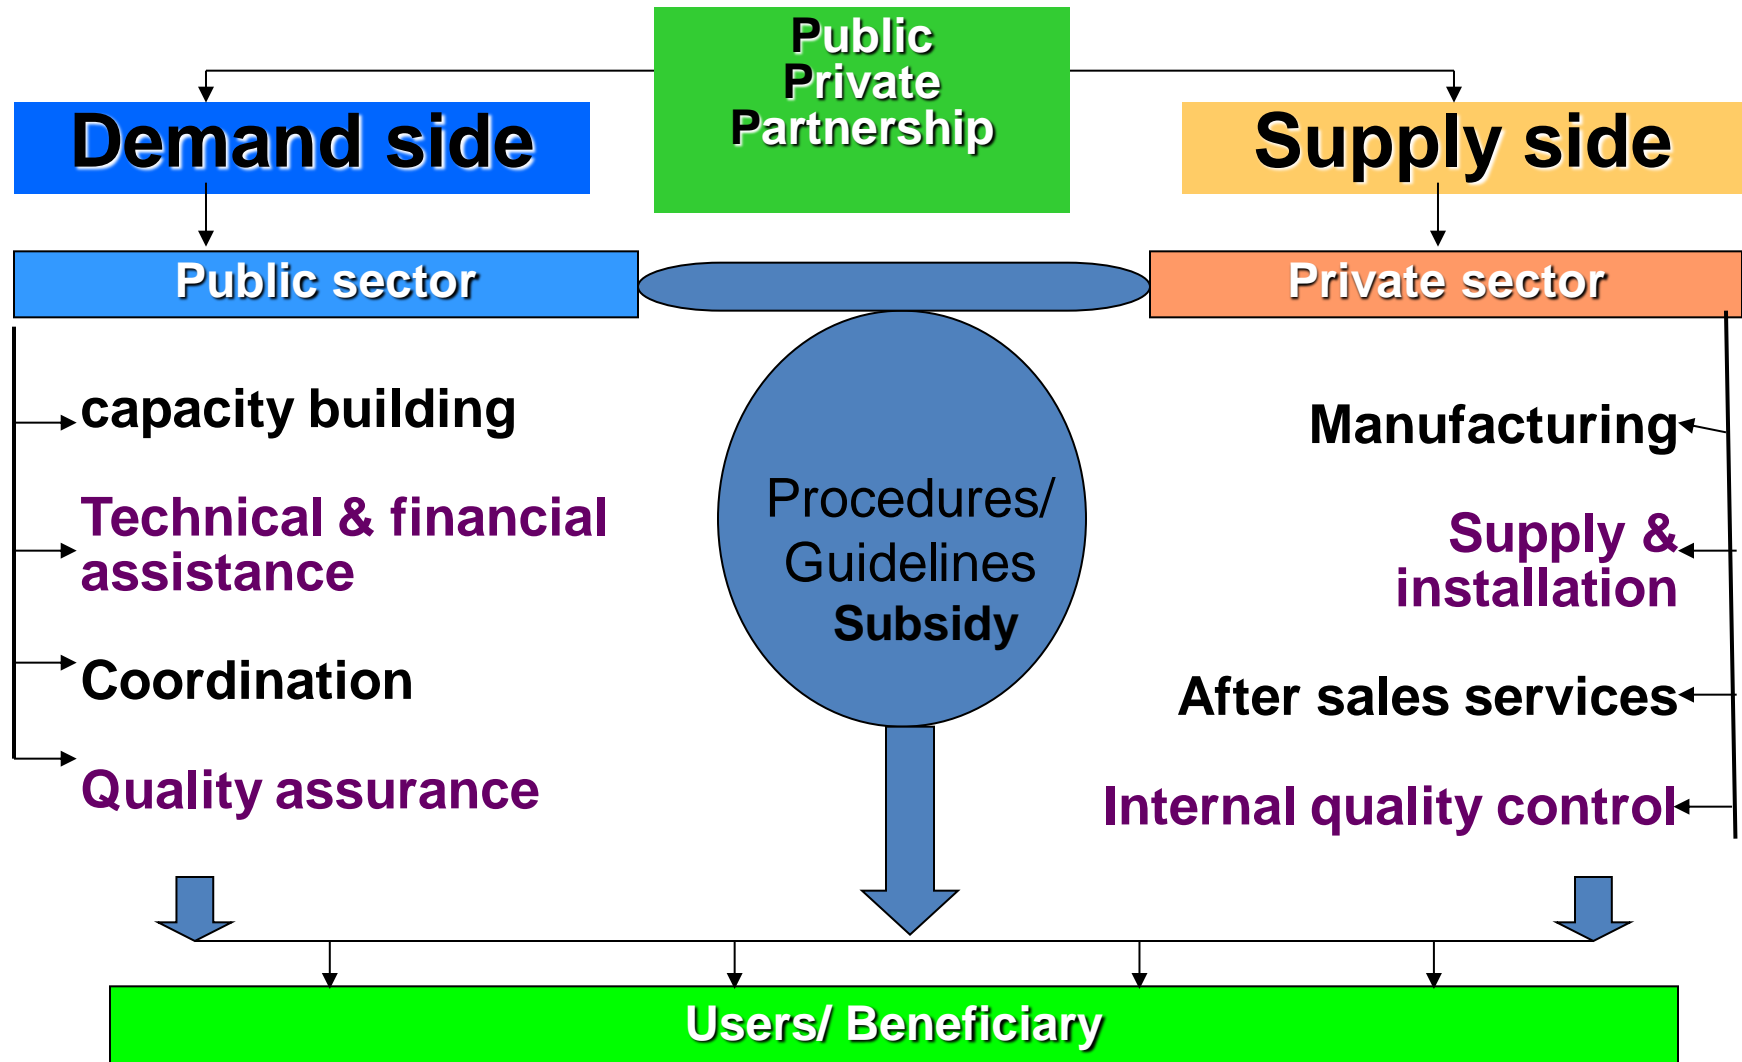 Public
Private
Partnership
Demand side
Supply side
Public sector
Private sector
capacity building
Technical & financial
assistance
Coordination
Quality assurance
Procedures/
Guidelines
Subsidy
Manufacturing
Supply &
installation
After sales services
Internal quality control
Users/ Beneficiary